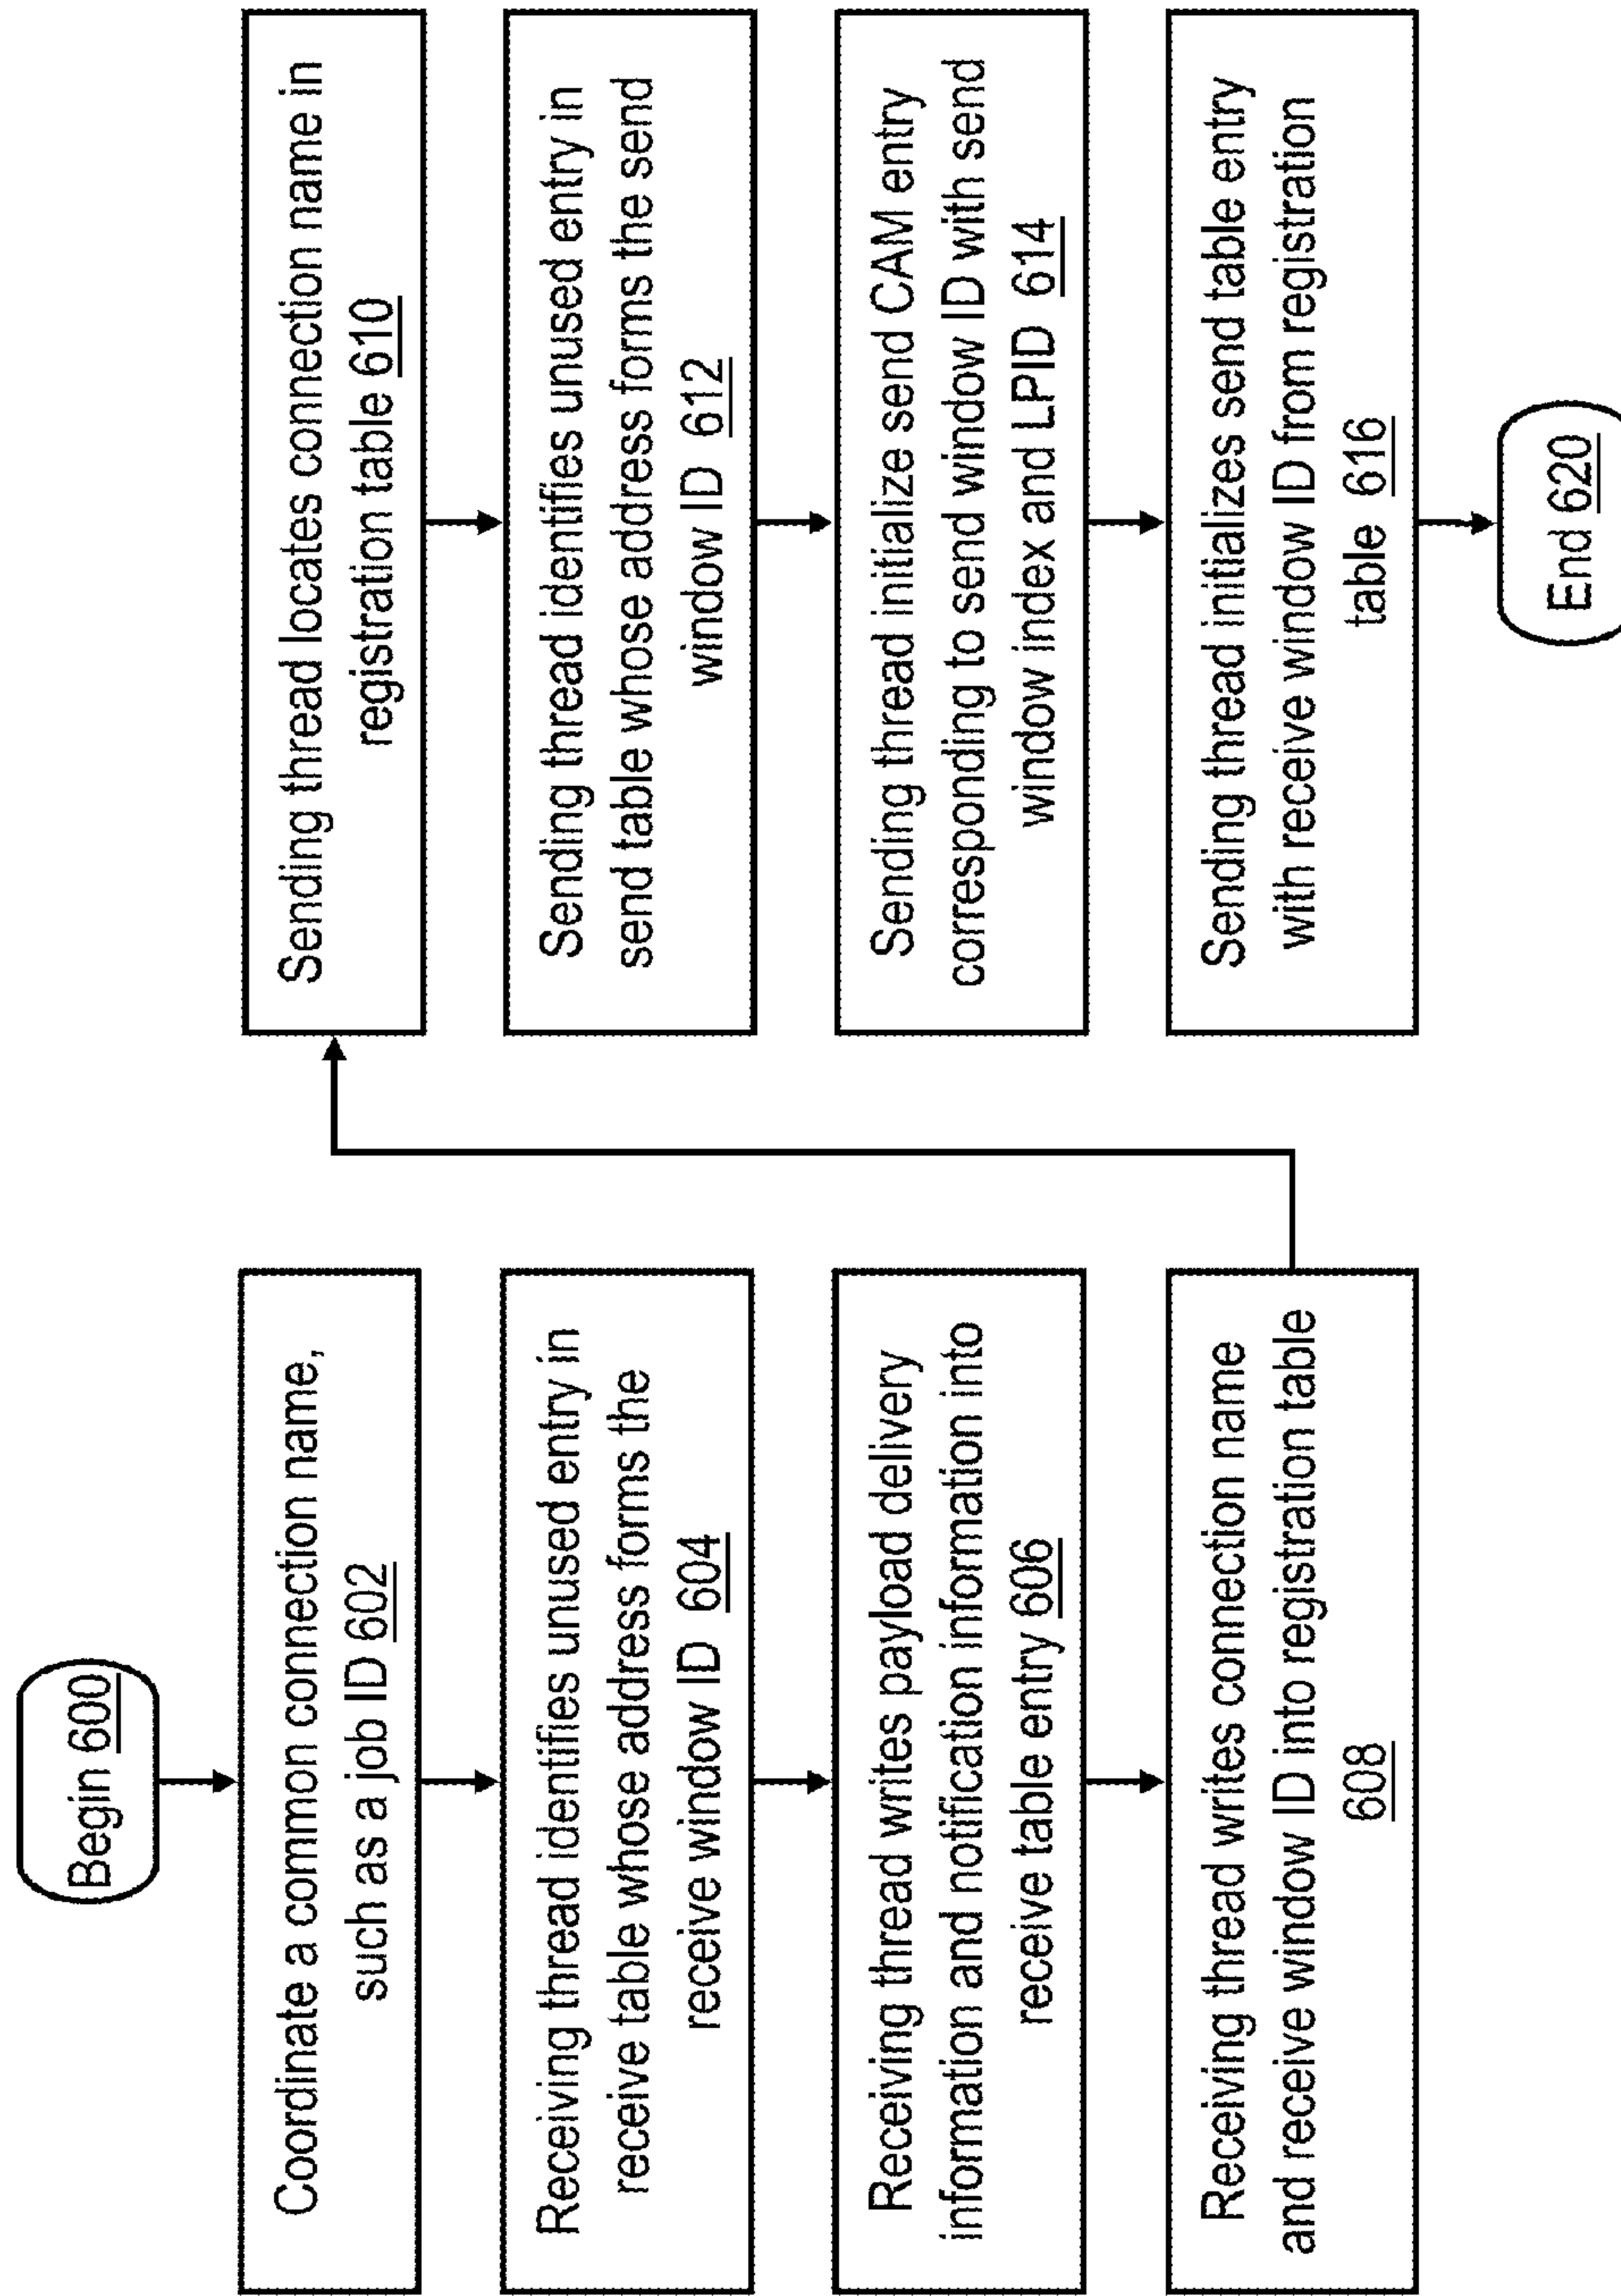 Begin 600
Coordinate a common connection name,
such as a job ID 602
Receiving thread identifies unused entry in
receive table whose address forms the
receive window ID 604
Receiving thread writes payload delivery
information and notification information into
receive table entry 606
Receiving thread writes connection name
and receive window ID into registration table
608
Sending thread locates connection name in
registration table 610
Sending thread identifies unused entry in
send table whose address forms the send
window ID 612
Sending thread initialize send CAM entry
corresponding to send window ID with send
window index and LPID 614
Sending thread initializes send table entry
with receive window ID from registration
table 616
End 620